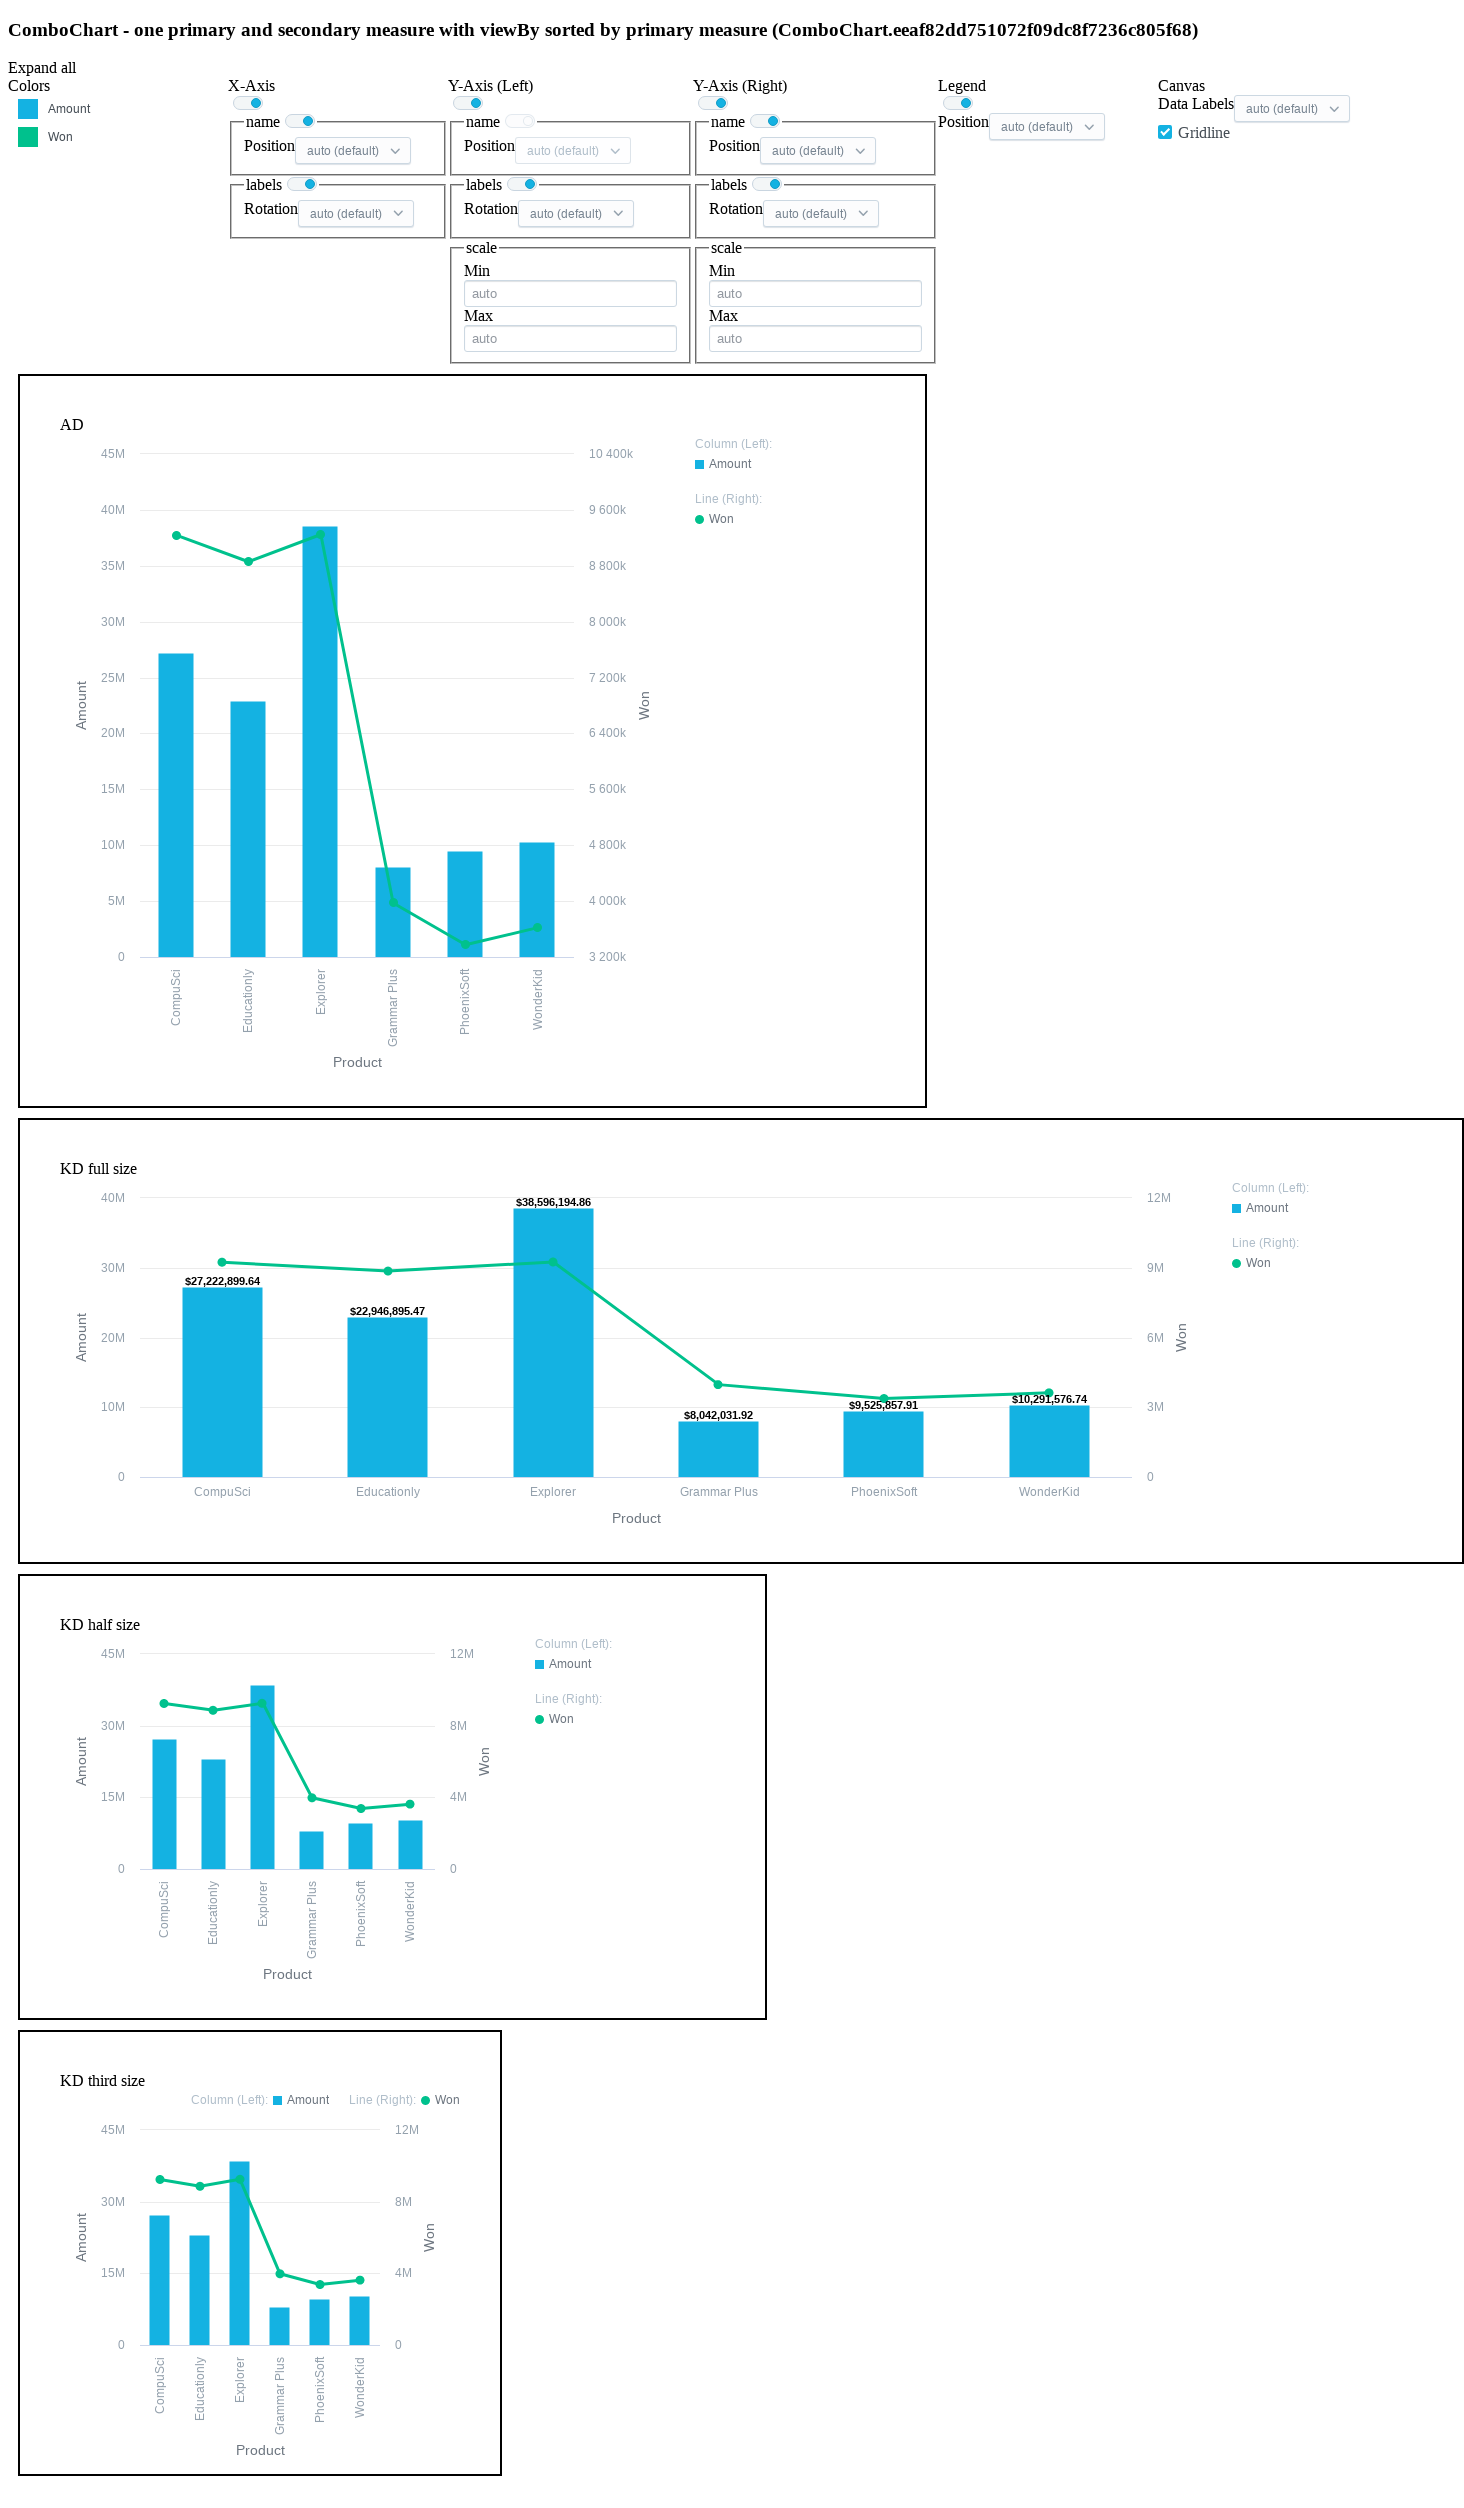 ComboChart - one primary and secondary measure with viewBy sorted by primary measure (ComboChart.eeaf82dd751072f09dc8f7236c805f68)
Expand all
Colors
Amount
Won
X-Axis
name
Position auto (default)
labels
Rotation auto (default)
Y-Axis (Left)
name
Position auto (default)
labels
Rotation auto (default)
scale
Min
auto
Max
auto
Y-Axis (Right)
name
Position auto (default)
labels
Rotation auto (default)
scale
Min
auto
Max
auto
Legend
Position auto (default)
Canvas
Data Labels auto (default)
Gridline
AD
45M
40M
35M
30M
25M
20M
15M
10M
5M
0
Amount
10 400k
9 600k
8 800k
8 000k
7 200k
6 400k
5 600k
4 800k
4 000k
3 200k
Won
CompuSci
Educationly
Explorer
Grammar Plus
PhoenixSoft
WonderKid
Product
Column (Left):
Amount
Line (Right):
Won
KD full size
40M
30M
20M
10M
0
Amount
$27,222,899.64
$22,946,895.47
$38,596,194.86
$8,042,031.92
$9,525,857.91
$10,291,576.74
12M
9M
6M
3M
0
Won
CompuSci
Educationly
Explorer
Grammar Plus
PhoenixSoft
WonderKid
Product
Column (Left):
Amount
Line (Right):
Won
KD half size
45M
30M
15M
0
Amount
12M
8M
4M
0
Won
CompuSci
Educationly
Explorer
Grammar Plus
PhoenixSoft
WonderKid
Product
Column (Left):
Amount
Line (Right):
Won
KD third size
Column (Left): Amount Line (Right): Won
45M
30M
15M
0
Amount
12M
8M
4M
0
Won
CompuSci
Educationly
Explorer
Grammar Plus
PhoenixSoft
WonderKid
Product